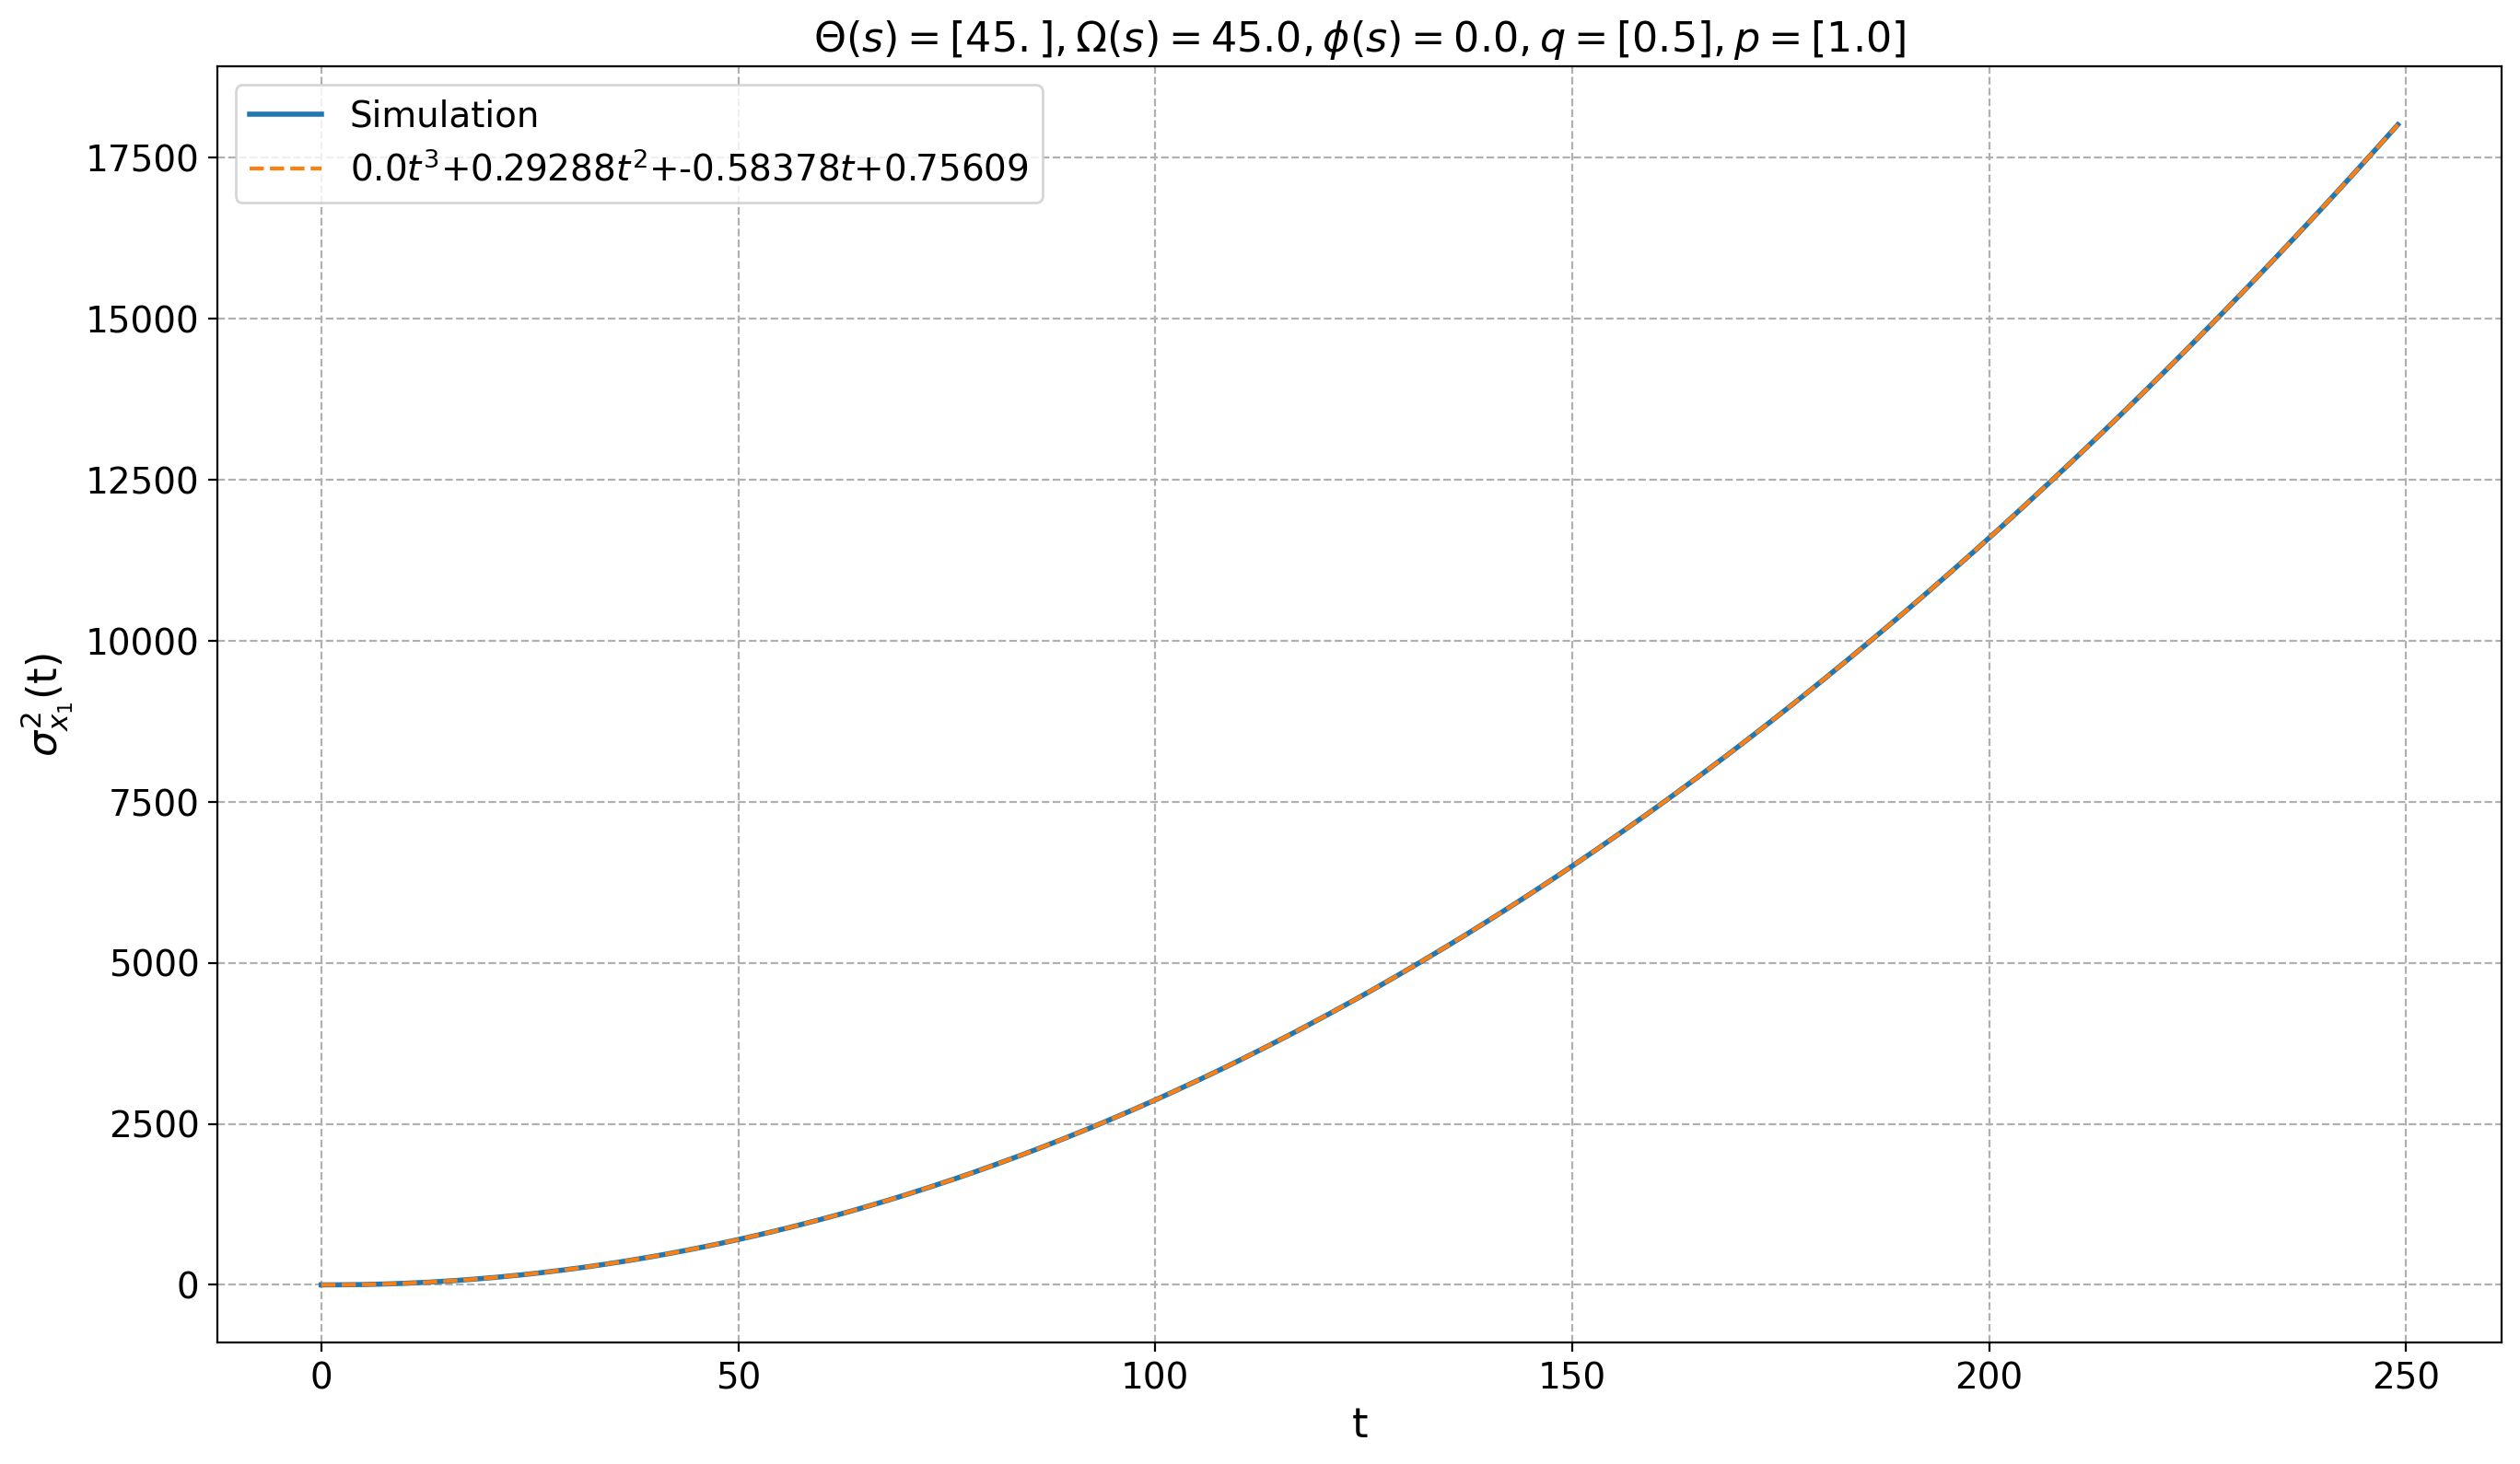 Θ(s) = [45.], Ω(s) = 45.0, ϕ(s) = 0.0, q = [0.5], p = [1.0]
Simulation
0.0t³+0.29288t²+-0.58378t+0.75609
17500
15000
12500
10000
7500
5000
2500
0
σ²ₓ₁(t)
0 50 100 150 200 250
t